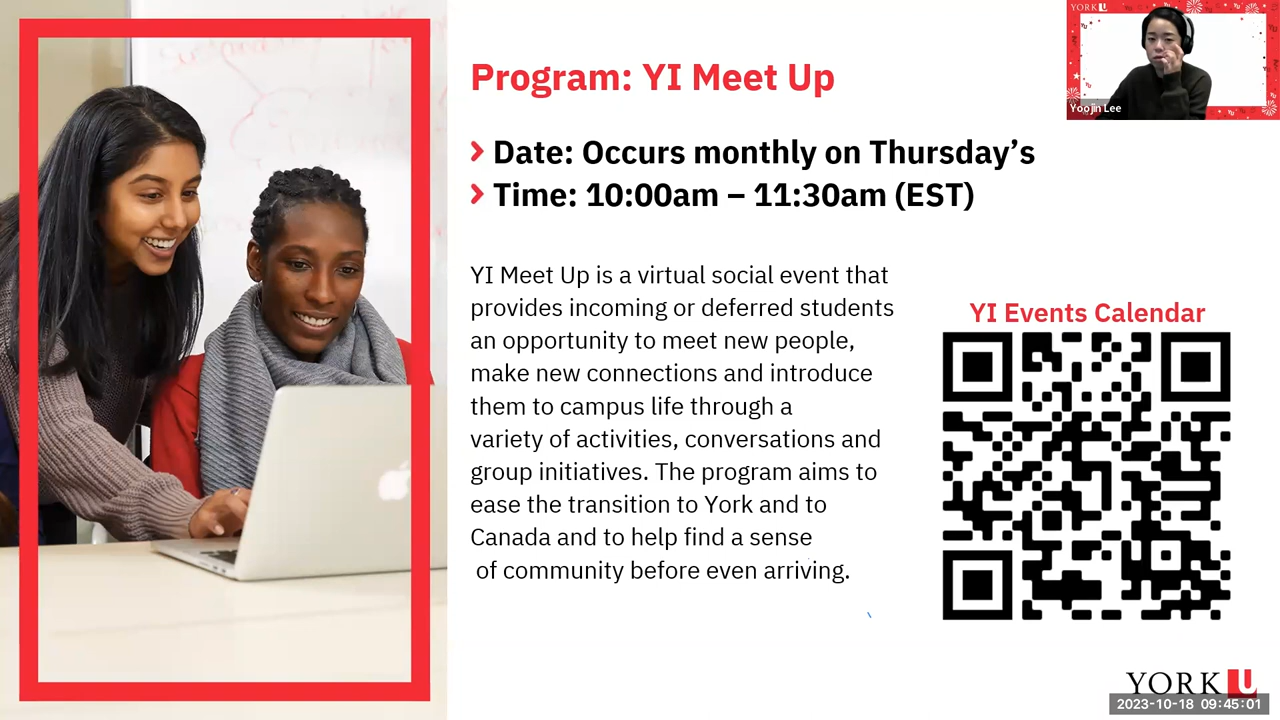 Program: YI Meet Up
Date: Occurs monthly on Thursday’s
Time: 10:00am – 11:30am (EST)
YI Meet Up is a virtual social event that
provides incoming or deferred students
an opportunity to meet new people,
make new connections and introduce
them to campus life through a
variety of activities, conversations and
group initiatives. The program aims to
ease the transition to York and to
Canada and to help find a sense
of community before even arriving.
YI Events Calendar
YORK U
Yoojin Lee
YORK U
2023-10-18 09:45:01